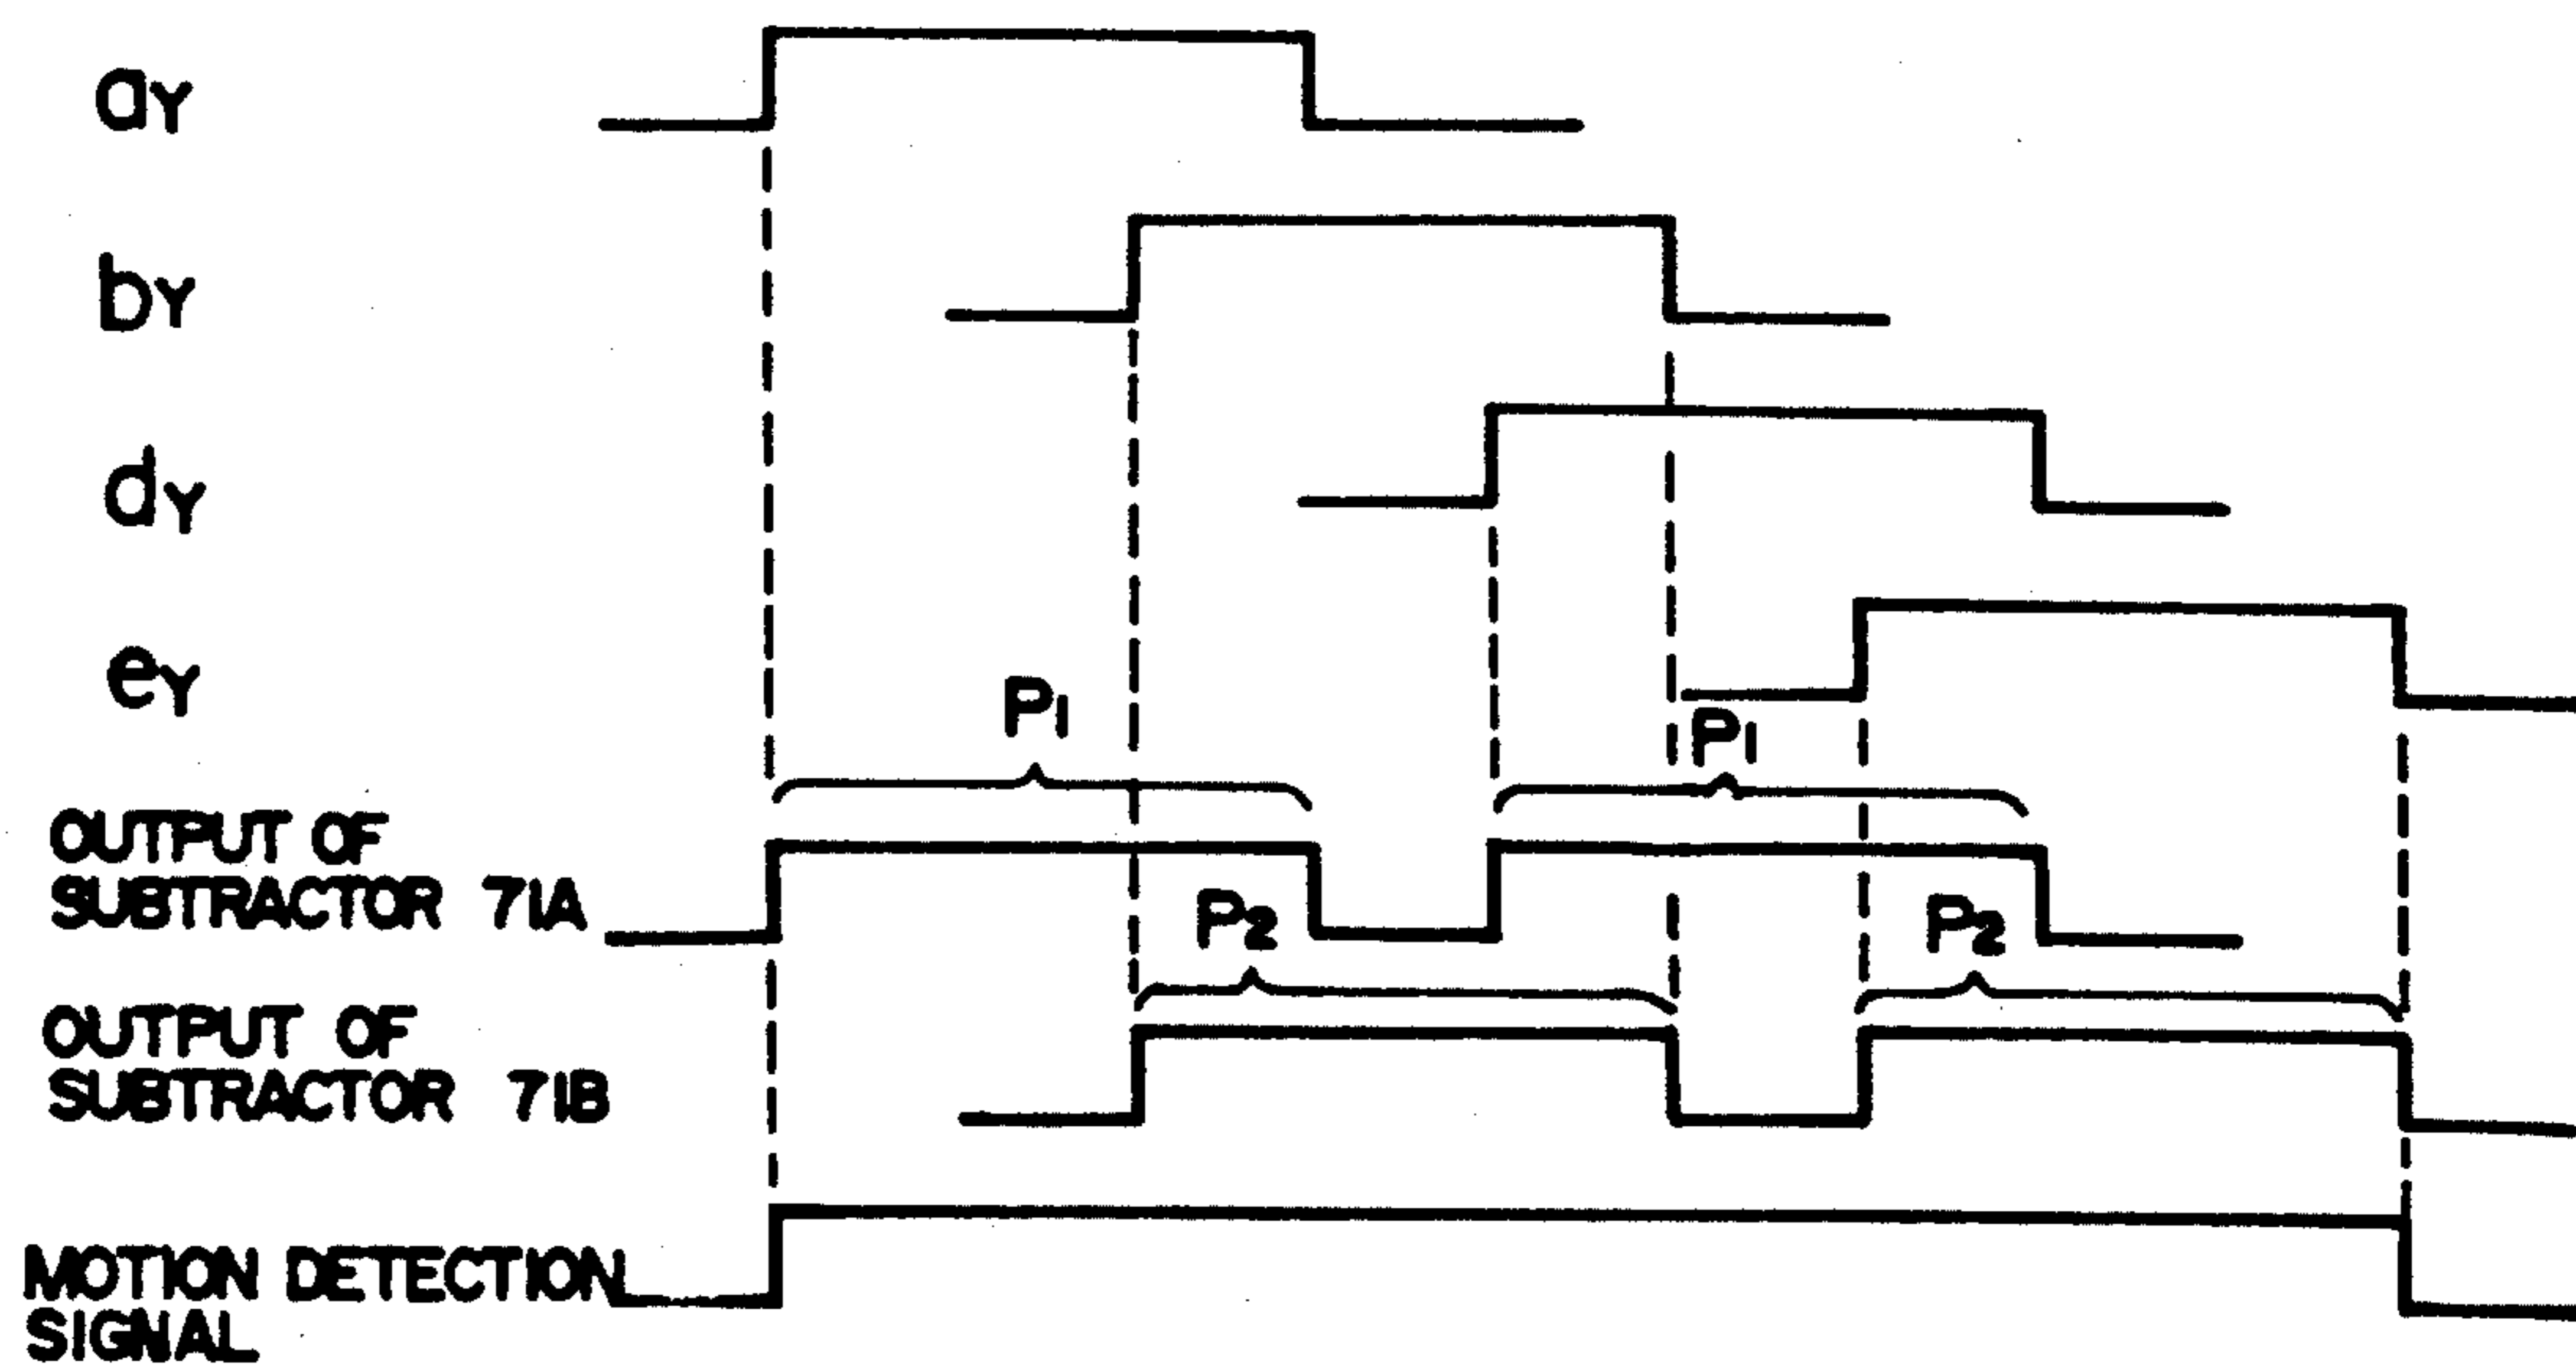 aY
bY
dY
eY
P1
P1
OUTPUT OF
SUBTRACTOR 71A
P2
P2
OUTPUT OF
SUBTRACTOR 71B
MOTION DETECTION
SIGNAL